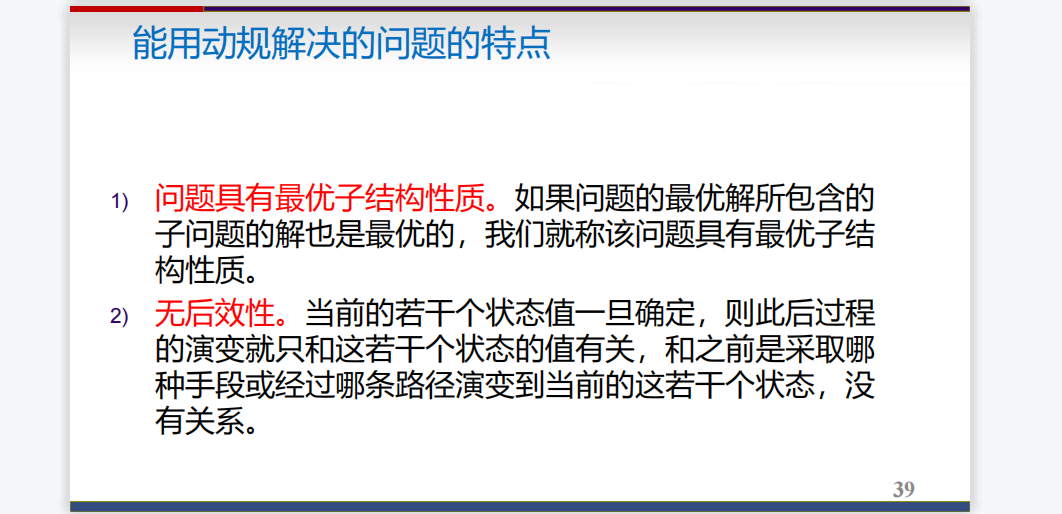 能用动规解决的问题的特点
1) 问题具有最优子结构性质。如果问题的最优解所包含的
子问题的解也是最优的，我们就称该问题具有最优子结
构性质。
2) 无后效性。当前的若干个状态值一旦确定，则此后过程
的演变就只和这若干个状态的值有关，和之前是采取哪
种手段或经过哪条路径演变到当前的这若干个状态，没
有关系。
39